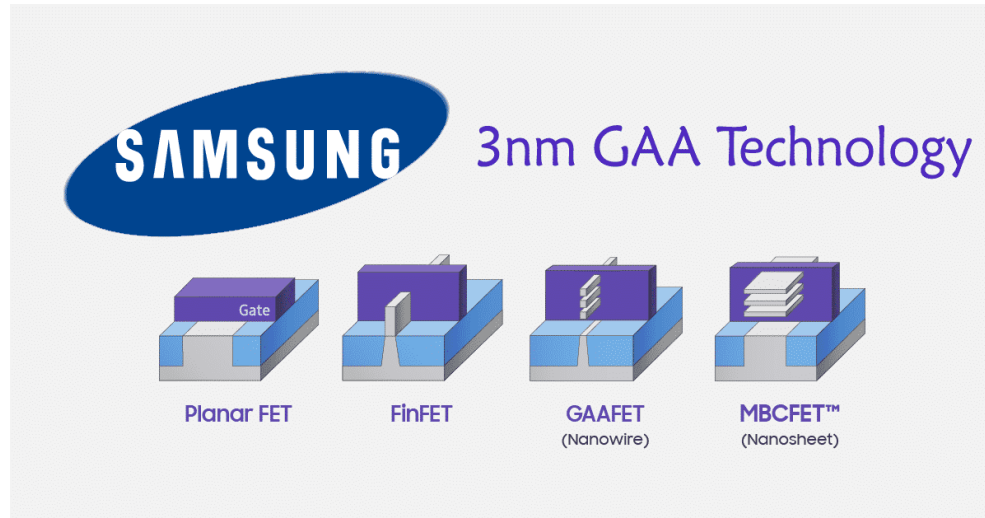 SAMSUNG
3nm GAA Technology
Gate
Planar FET
FinFET
GAAFET
(Nanowire)
MBCFET™
(Nanosheet)